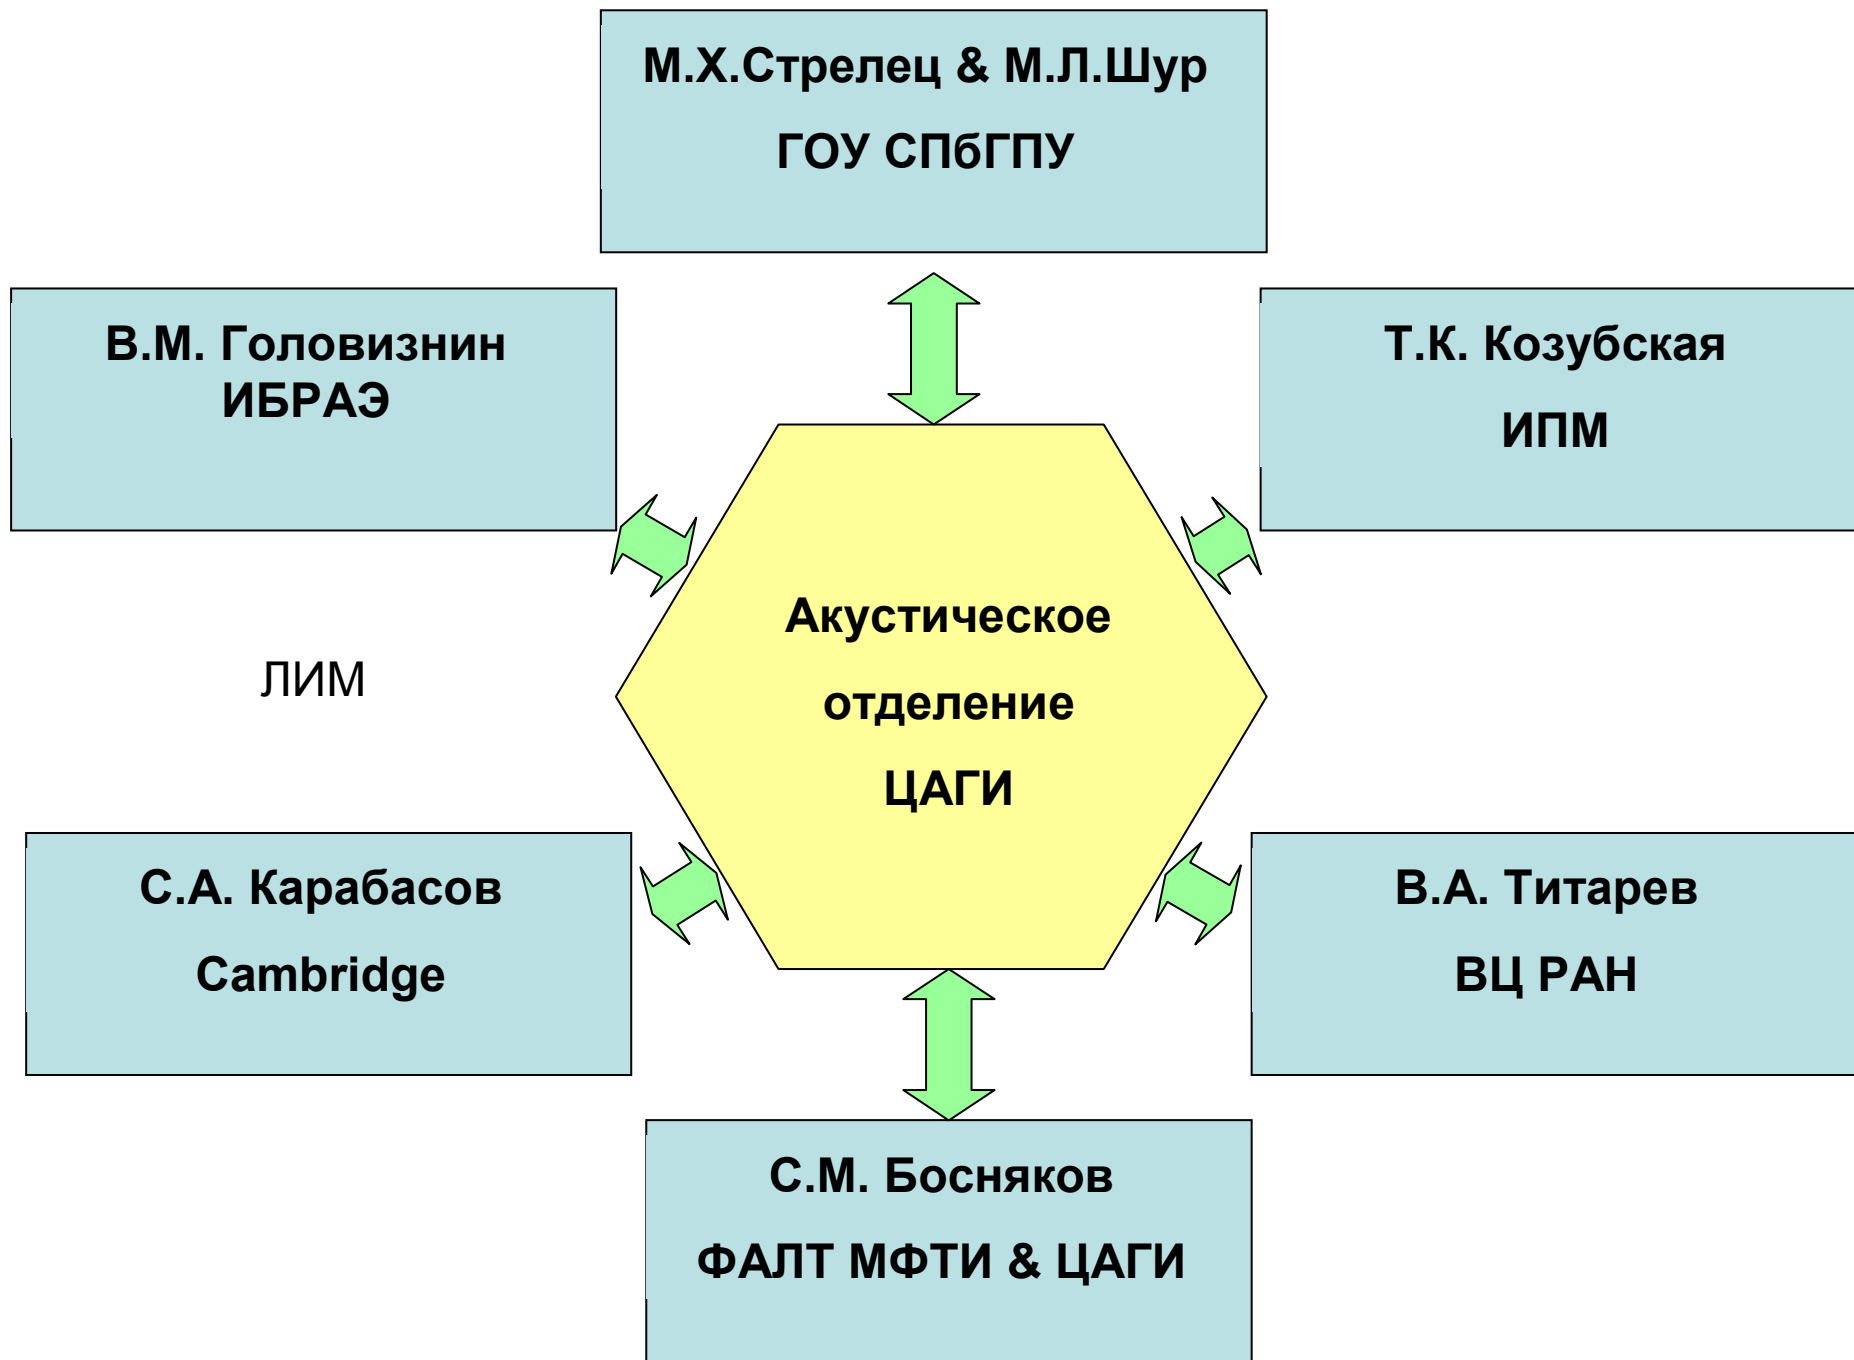 М.Х.Стрелец & М.Л.Шур
ГОУ СПбГПУ
В.М. Головизнин
ИБРАЭ
Т.К. Козубская
ИПМ
Акустическое
отделение
ЦАГИ
ЛИМ
С.А. Карабасов
Cambridge
В.А. Титарев
ВЦ РАН
С.М. Босняков
ФАЛТ МФТИ & ЦАГИ